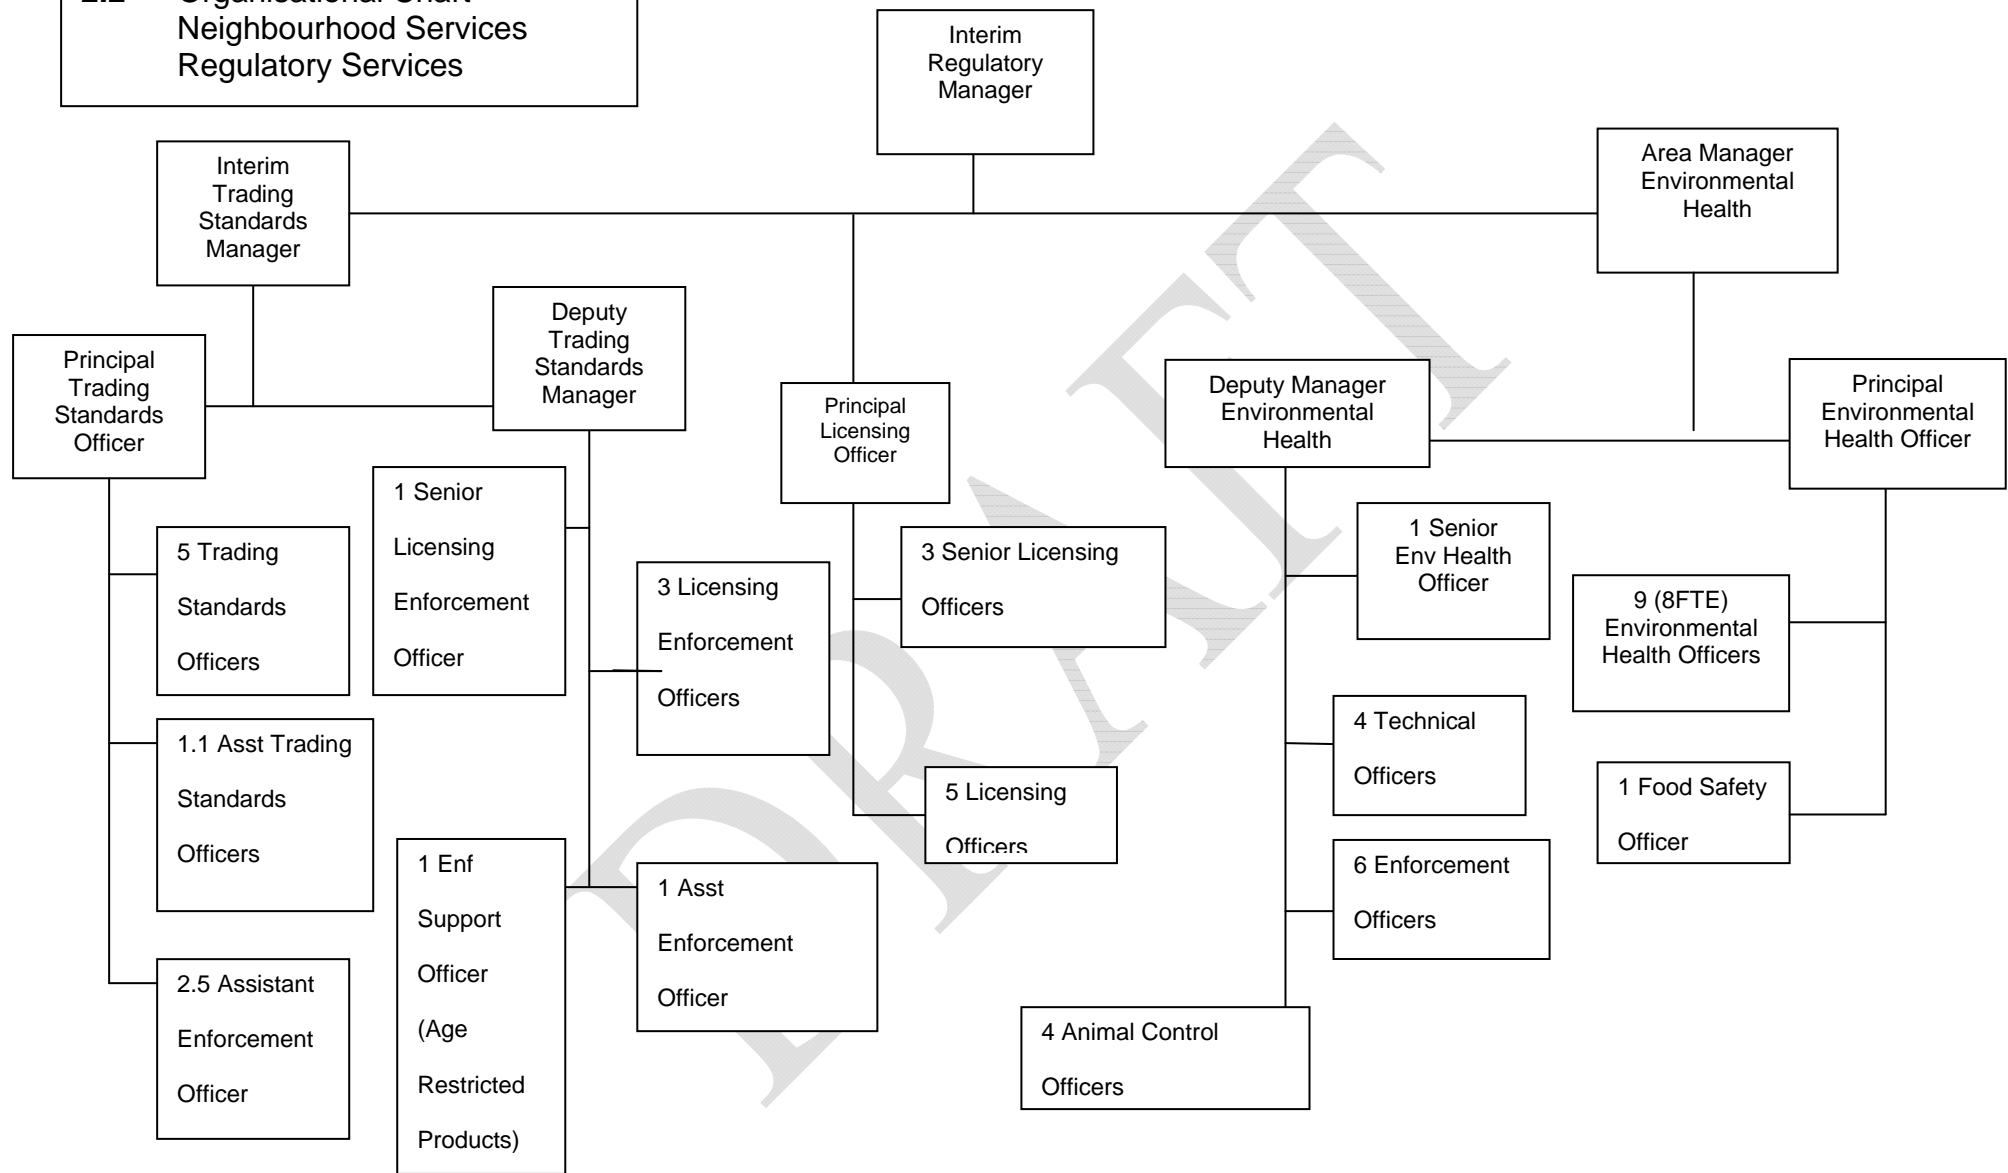 2.2 Organisational Chart
Neighbourhood Services
Regulatory Services
Interim
Regulatory
Manager
Interim
Trading
Standards
Manager
Area Manager
Environmental
Health
Deputy
Trading
Standards
Manager
Principal
Trading
Standards
Officer
Principal
Licensing
Officer
Deputy Manager
Environmental
Health
Principal
Environmental
Health Officer
5 Trading
Standards
Officers
1 Senior
Licensing
Enforcement
Officer
3 Licensing
Enforcement
Officers
3 Senior Licensing
Officers
1 Senior
Env Health
Officer
9 (8FTE)
Environmental
Health Officers
1.1 Asst Trading
Standards
Officers
5 Licensing
Officers
4 Technical
Officers
1 Food Safety
Officer
1 Enf
Support
Officer
(Age
Restricted
Products)
1 Asst
Enforcement
Officer
6 Enforcement
Officers
2.5 Assistant
Enforcement
Officer
4 Animal Control
Officers
DRAFT